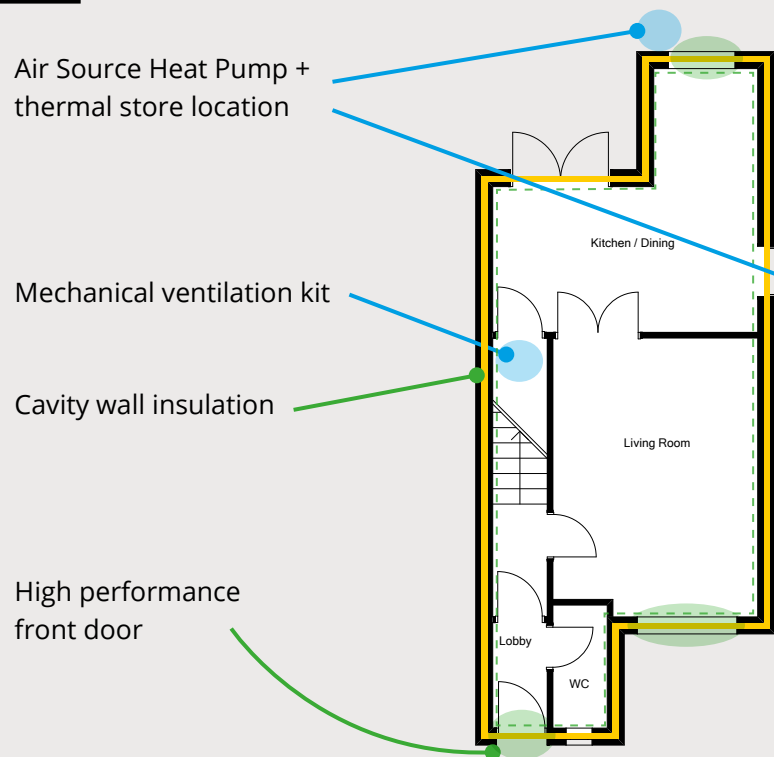 Air Source Heat Pump +
thermal store location
Kitchen / Dining
Mechanical ventilation kit
Cavity wall insulation
Living Room
High performance
front door
Lobby
WC